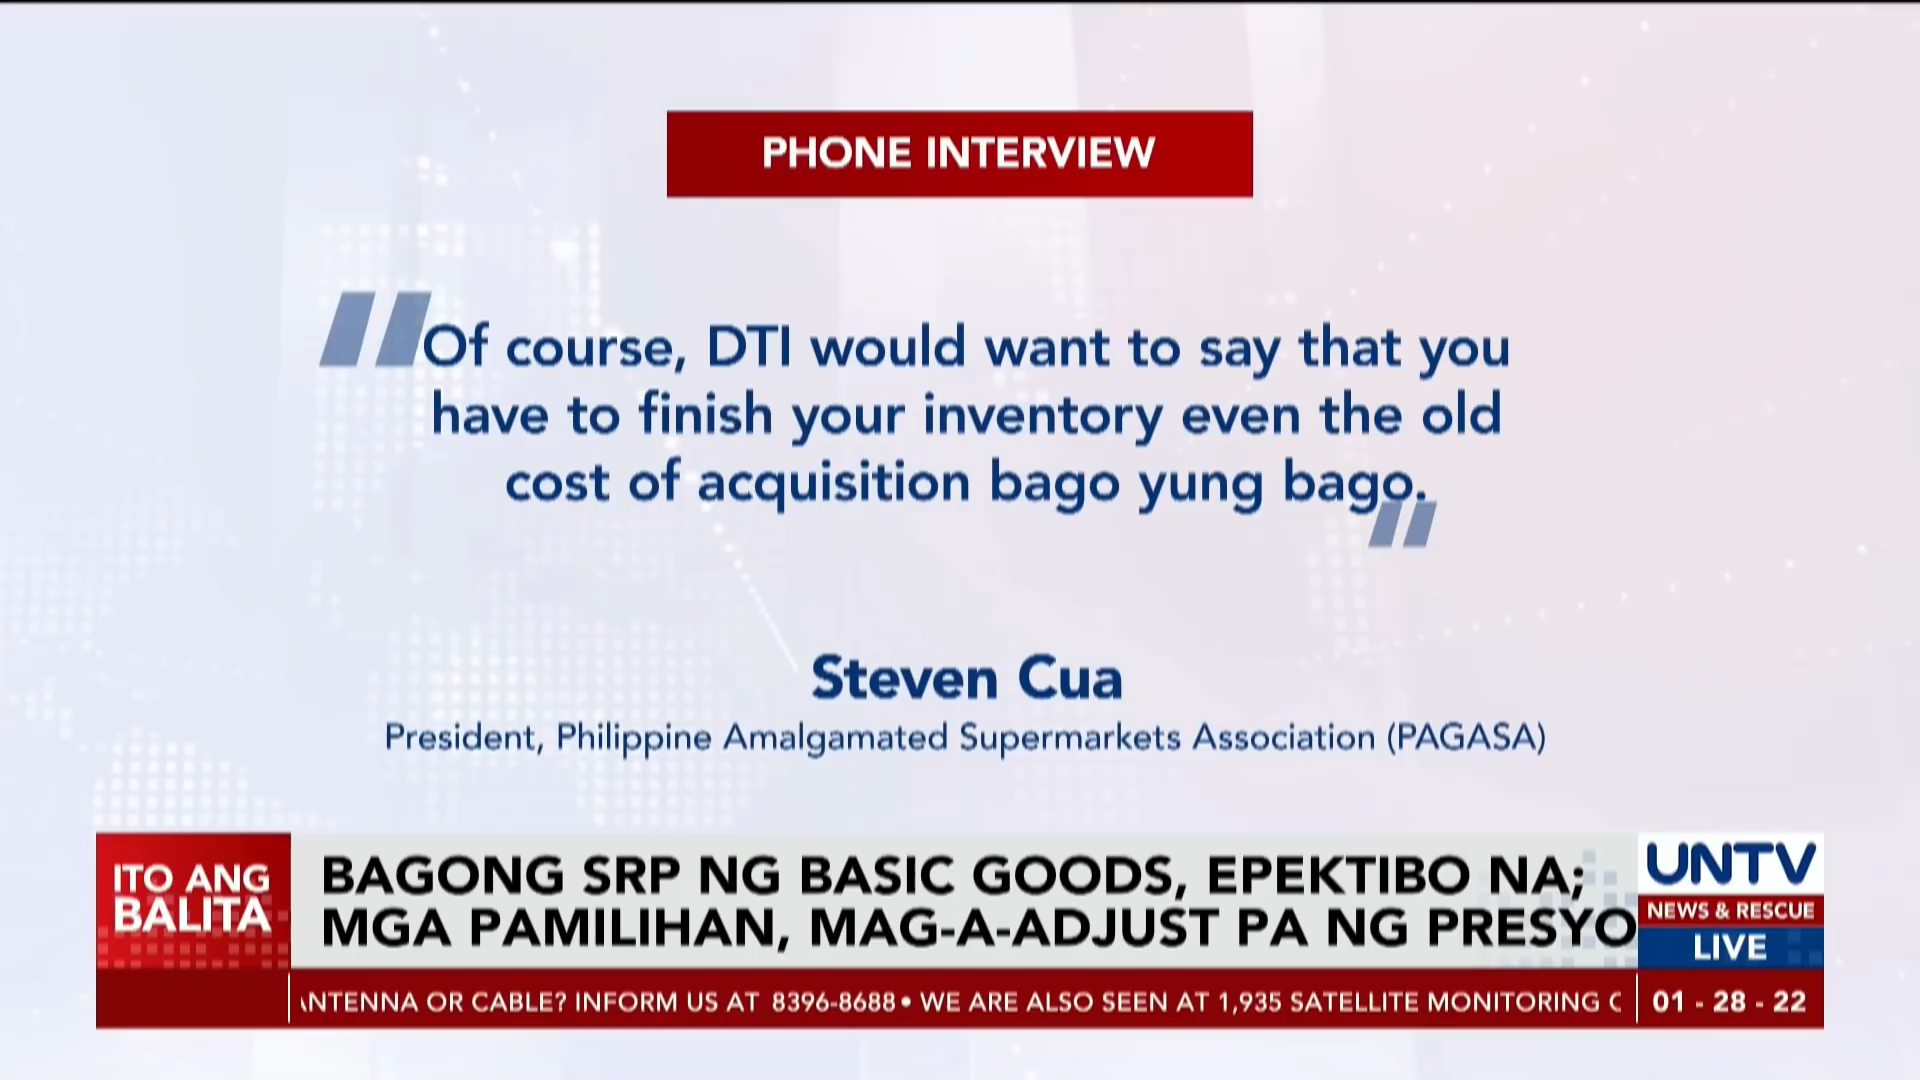 PHONE INTERVIEW
"Of course, DTI would want to say that you
have to finish your inventory even the old
cost of acquisition bago yung bago."
Steven Cua
President, Philippine Amalgamated Supermarkets Association (PAGASA)
ITO ANG
BALITA
BAGONG SRP NG BASIC GOODS, EPEKTIBO NA;
MGA PAMILIHAN, MAG-A-ADJUST PA NG PRESYO
UNTV
NEWS & RESCUE
LIVE
OR CABLE? INFORM US AT 8396-8688 • WE ARE ALSO SEEN AT 1,935 SATELLITE MONITORING
01 - 28 - 22